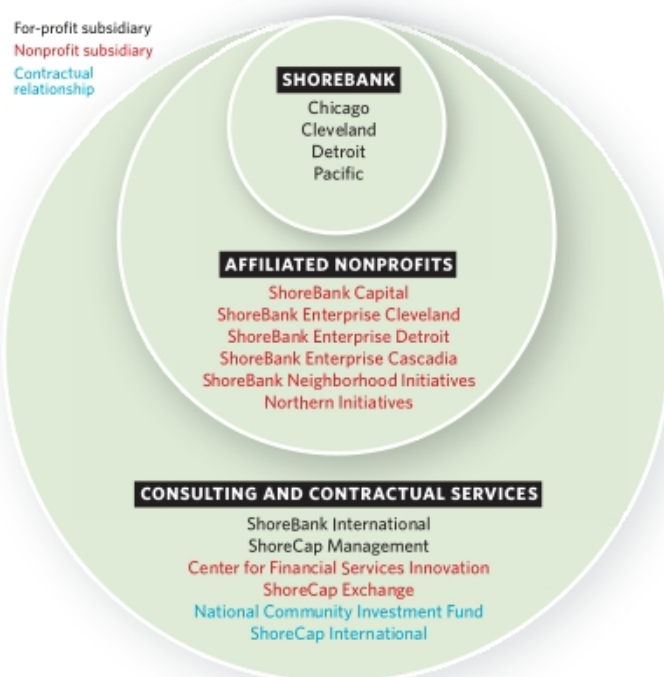 For-profit subsidiary
Nonprofit subsidiary
Contractual
relationship
SHOREBANK
Chicago
Cleveland
Detroit
Pacific
AFFILIATED NONPROFITS
ShoreBank Capital
ShoreBank Enterprise Cleveland
ShoreBank Enterprise Detroit
ShoreBank Enterprise Cascadia
ShoreBank Neighborhood Initiatives
Northern Initiatives
CONSULTING AND CONTRACTUAL SERVICES
ShoreBank International
ShoreCap Management
Center for Financial Services Innovation
ShoreCap Exchange
National Community Investment Fund
ShoreCap International